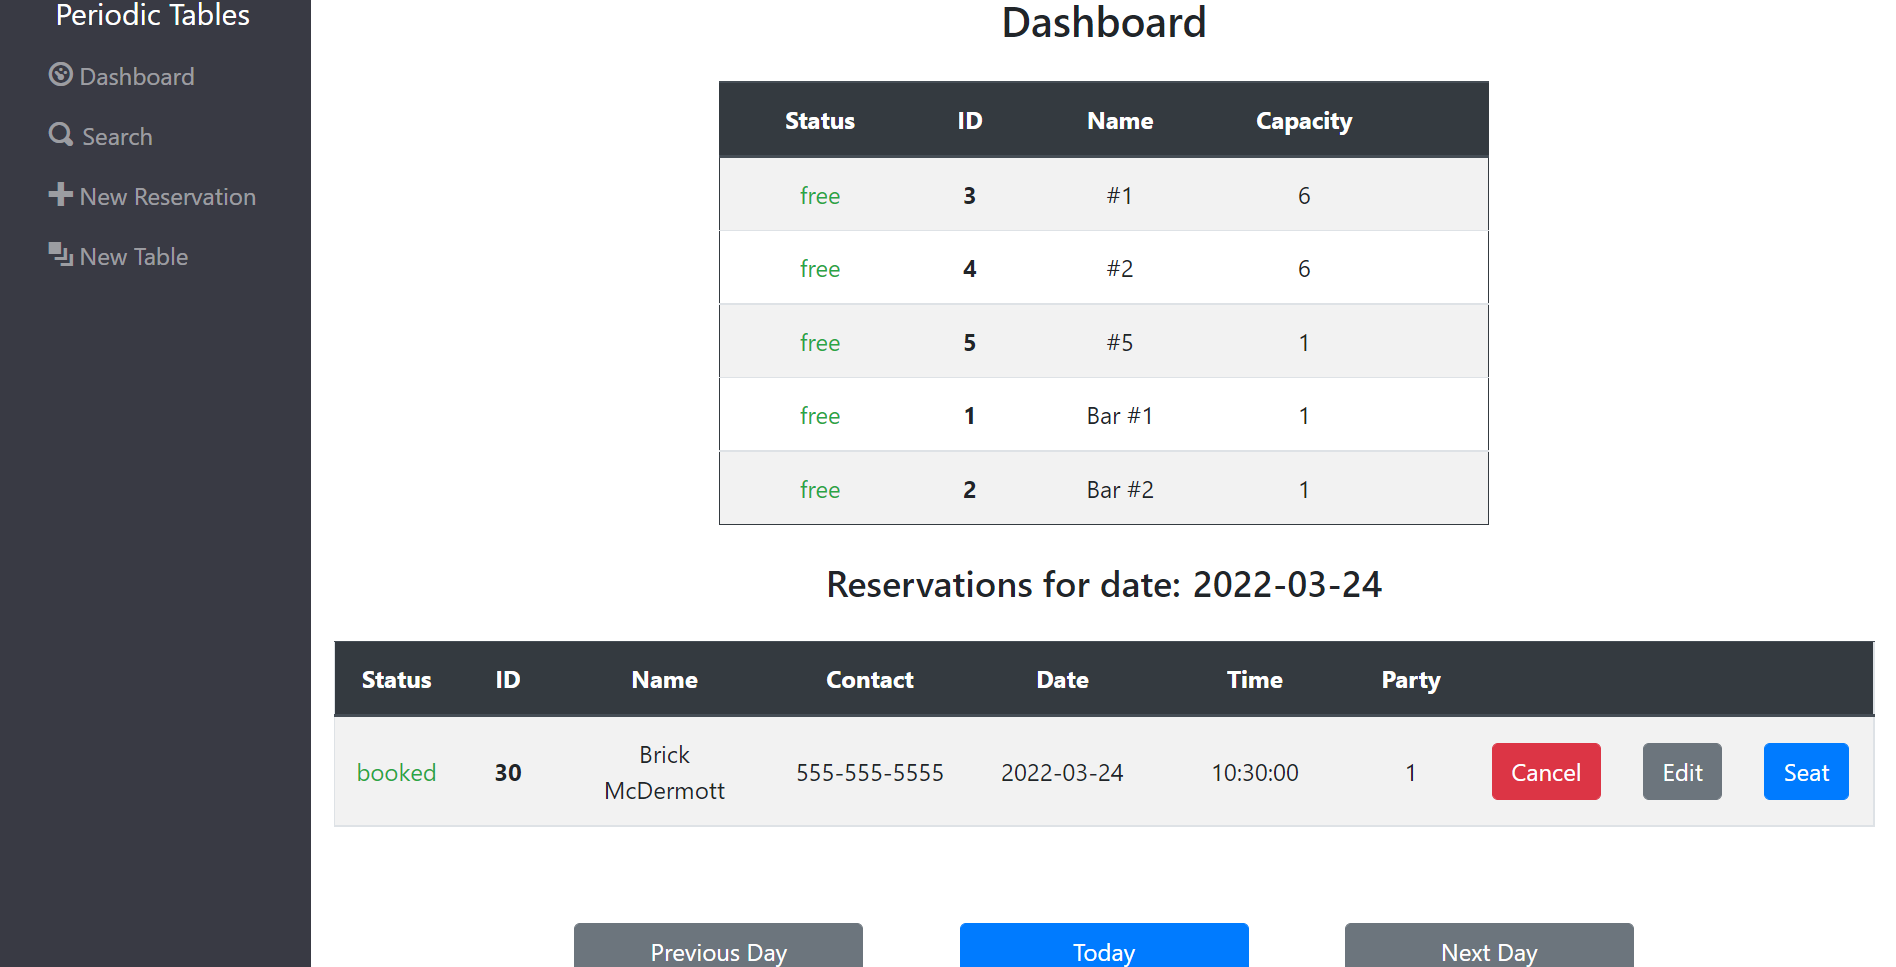 Periodic Tables
Dashboard
Search
New Reservation
New Table
Dashboard
Status ID Name Capacity
free 3 #1 6
free 4 #2 6
free 5 #5 1
free 1 Bar #1 1
free 2 Bar #2 1
Reservations for date: 2022-03-24
Status ID Name Contact Date Time Party
booked 30 Brick McDermott 555-555-5555 2022-03-24 10:30:00 1 Cancel Edit Seat
Previous Day Today Next Day